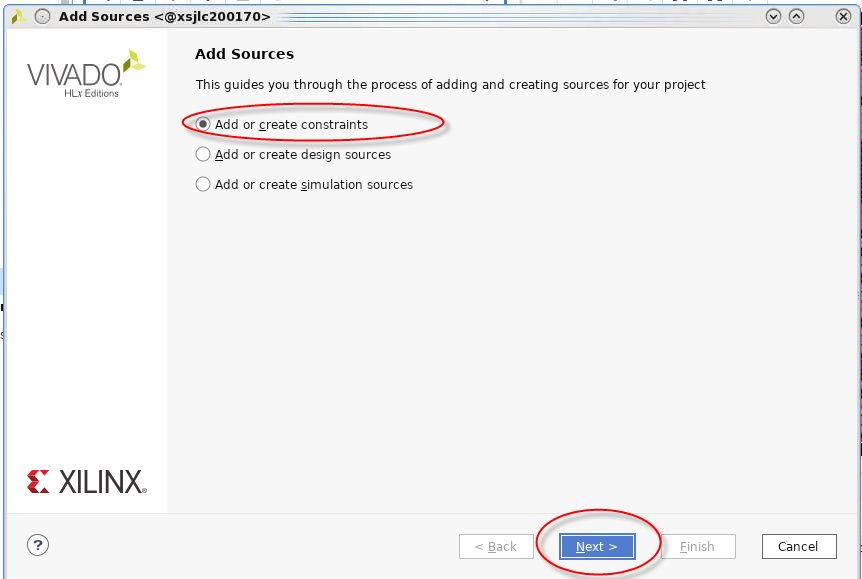 Add Sources <@xsjlc200170>
VIVADO
HLx Editions
Add Sources
This guides you through the process of adding and creating sources for your project
Add or create constraints
Add or create design sources
Add or create simulation sources
XILINX
?
< Back
Next >
Finish
Cancel